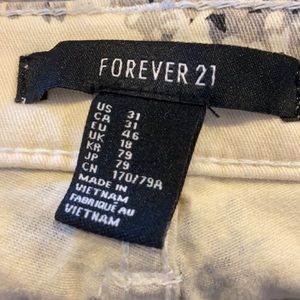 FOREVER 21
US 31
CA 31
EU 46
UK 18
KR 79
JP 79
CN 170/79A
MADE IN
VIETNAM
FABRIQUÉ AU
VIETNAM